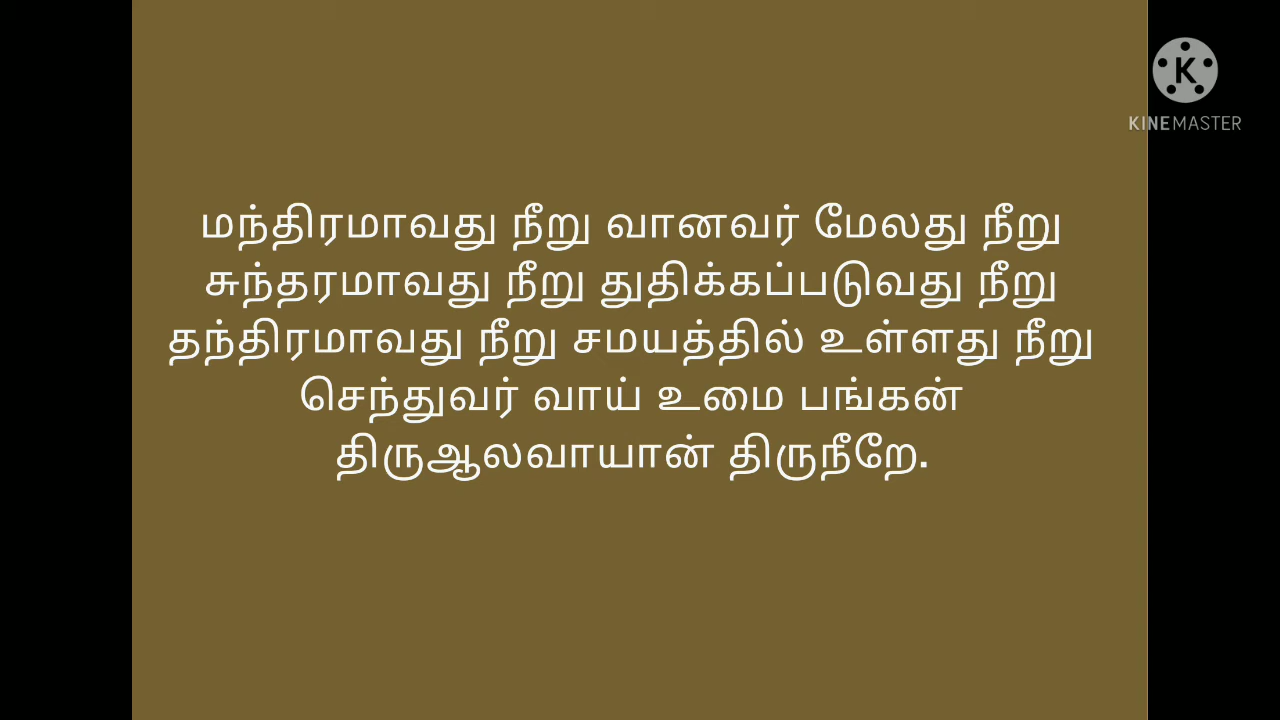 மந்திரமாவது நீறு வானவர் மேலது நீறு
சுந்தரமாவது நீறு துதிக்கப்படுவது நீறு
தந்திரமாவது நீறு சமயத்தில் உள்ளது நீறு
செந்துவர் வாய் உமை பங்கன்
திருஆலவாயான் திருநீறே.
K
KINEMASTER